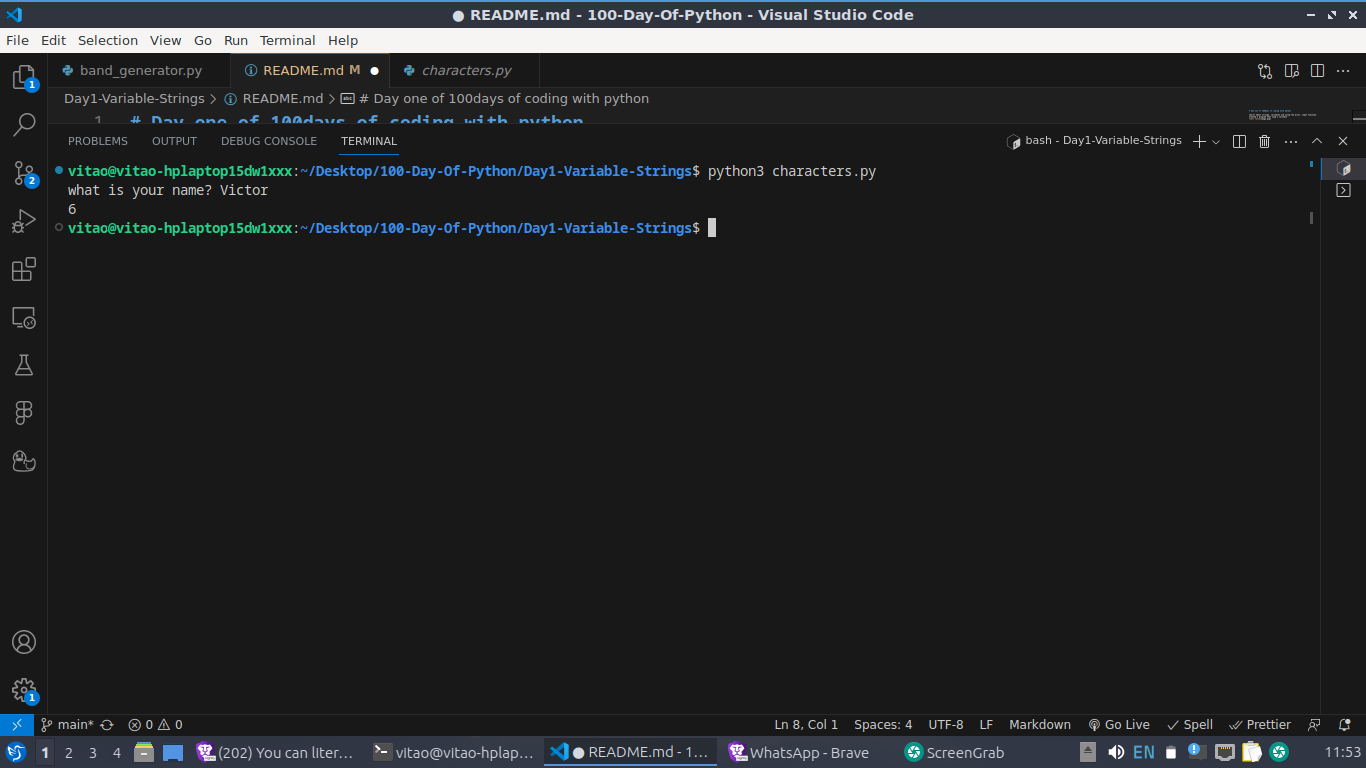 ● README.md - 100-Day-Of-Python - Visual Studio Code
File Edit Selection View Go Run Terminal Help
1 band_generator.py README.md M ● characters.py
Day1-Variable-Strings > README.md > # Day one of 100days of coding with python
1 # Day one of 100days of coding with python
PROBLEMS OUTPUT DEBUG CONSOLE TERMINAL bash - Day1-Variable-Strings
vitao@vitao-hplaptop15dw1xxx:~/Desktop/100-Day-Of-Python/Day1-Variable-Strings$ python3 characters.py
2 what is your name? Victor
6
vitao@vitao-hplaptop15dw1xxx:~/Desktop/100-Day-Of-Python/Day1-Variable-Strings$
1
main* 0 0 Ln 8, Col 1 Spaces: 4 UTF-8 LF Markdown Go Live Spell Prettier
1 2 3 4 (202) You can liter... vitao@vitao-hplap... ● README.md - 1... WhatsApp - Brave ScreenGrab EN 11:53